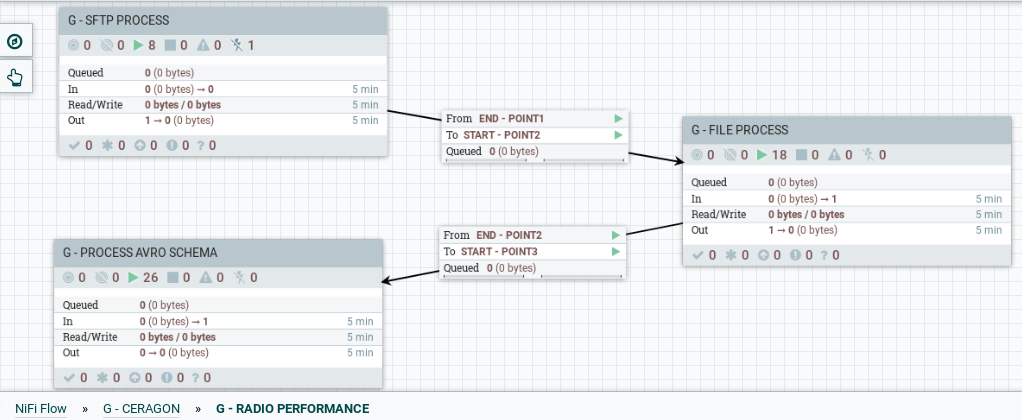 G - SFTP PROCESS
0 0 8 0 0 1
Queued 0 (0 bytes)
In 0 (0 bytes) → 0 5 min
Read/Write 0 bytes / 0 bytes 5 min
Out 1 → 0 (0 bytes) 5 min
0 0 0 0 ? 0
From END - POINT1
To START - POINT2
Queued 0 (0 bytes)
G - FILE PROCESS
0 0 18 0 0 0
Queued 0 (0 bytes)
In 0 (0 bytes) → 1 5 min
Read/Write 0 bytes / 0 bytes 5 min
Out 1 → 0 (0 bytes) 5 min
0 0 0 0 ? 0
From END - POINT2
To START - POINT3
Queued 0 (0 bytes)
G - PROCESS AVRO SCHEMA
0 0 26 0 0 0
Queued 0 (0 bytes)
In 0 (0 bytes) → 1 5 min
Read/Write 0 bytes / 0 bytes 5 min
Out 0 → 0 (0 bytes) 5 min
0 0 0 0 ? 0
NiFi Flow » G - CERAGON » G - RADIO PERFORMANCE